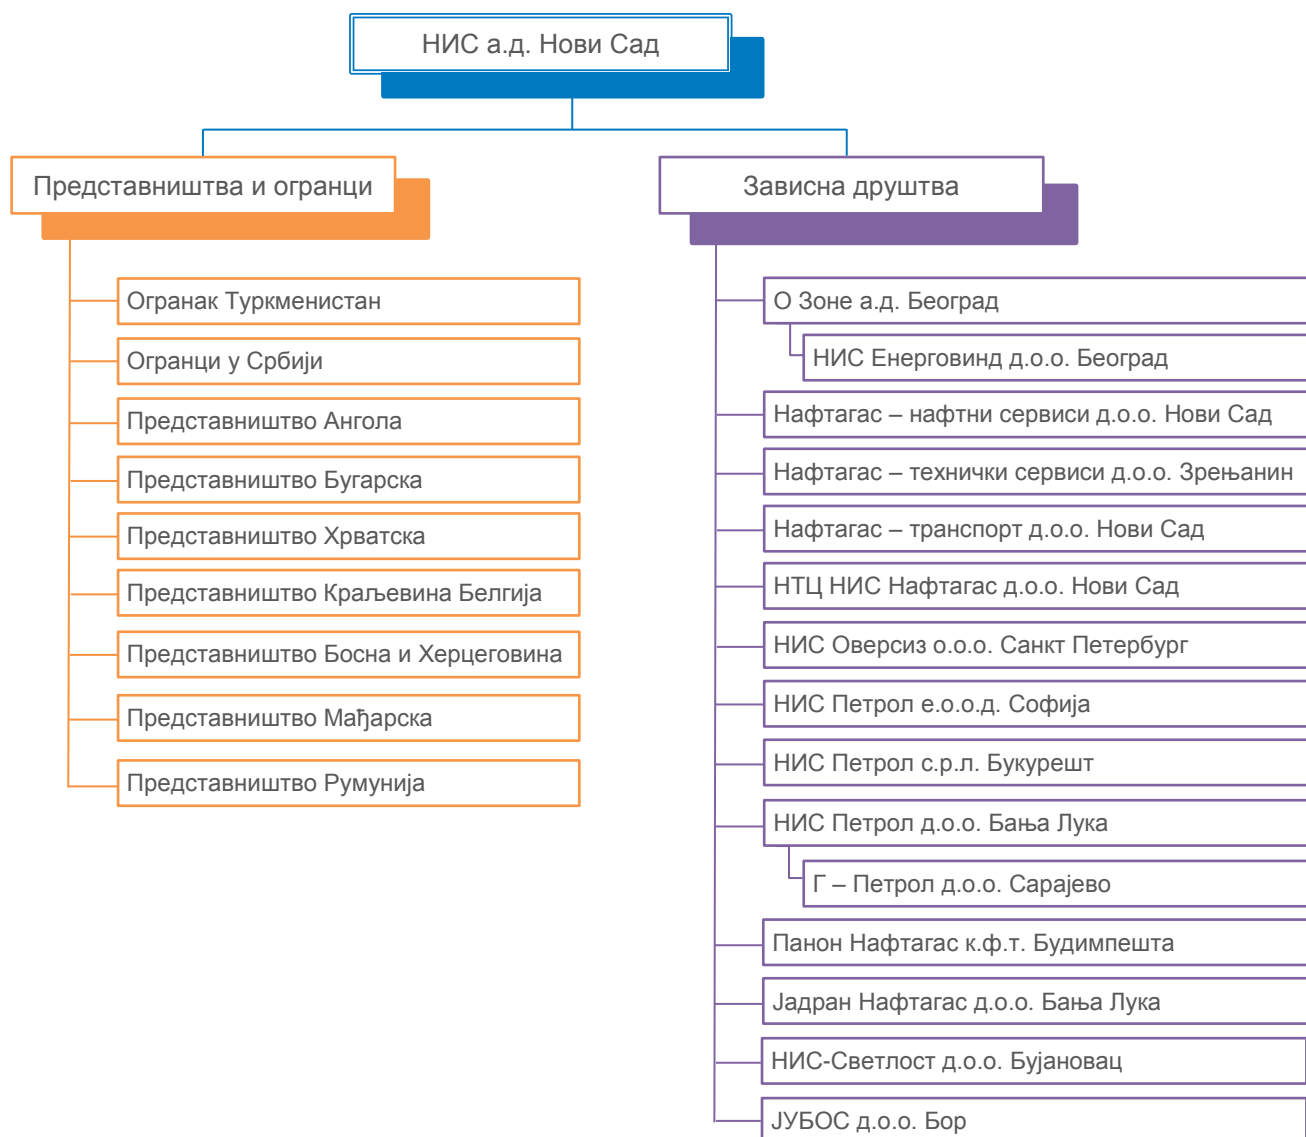 НИС а.д. Нови Сад
Представништва и огранци
Огранак Туркменистан
Огранци у Србији
Представништво Ангола
Представништво Бугарска
Представништво Хрватска
Представништво Краљевина Белгија
Представништво Босна и Херцеговина
Представништво Мађарска
Представништво Румунија
Зависна друштва
О Зоне а.д. Београд
НИС Енерговинд д.о.о. Београд
Нафтагас – нафтни сервиси д.о.о. Нови Сад
Нафтагас – технички сервиси д.о.о. Зрењанин
Нафтагас – транспорт д.о.о. Нови Сад
НТЦ НИС Нафтагас д.о.о. Нови Сад
НИС Оверсиз о.о.о. Санкт Петербург
НИС Петрол е.о.о.д. Софија
НИС Петрол с.р.л. Букурешт
НИС Петрол д.о.о. Бања Лука
Г – Петрол д.о.о. Сарајево
Панон Нафтагас к.ф.т. Будимпешта
Јадран Нафтагас д.о.о. Бања Лука
НИС-Светлост д.о.о. Бујановац
ЈУБОС д.о.о. Бор